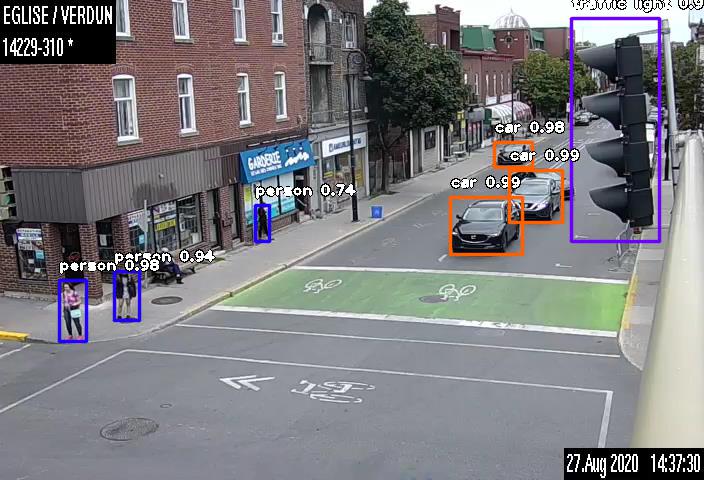 EGLISE / VERDUN
14229-310 *
traffic light 0.9
car 0.98
car 0.99
car 0.99
person 0.74
person 0.94
person 0.98
GARDERIE
27.Aug 2020 14:37:30